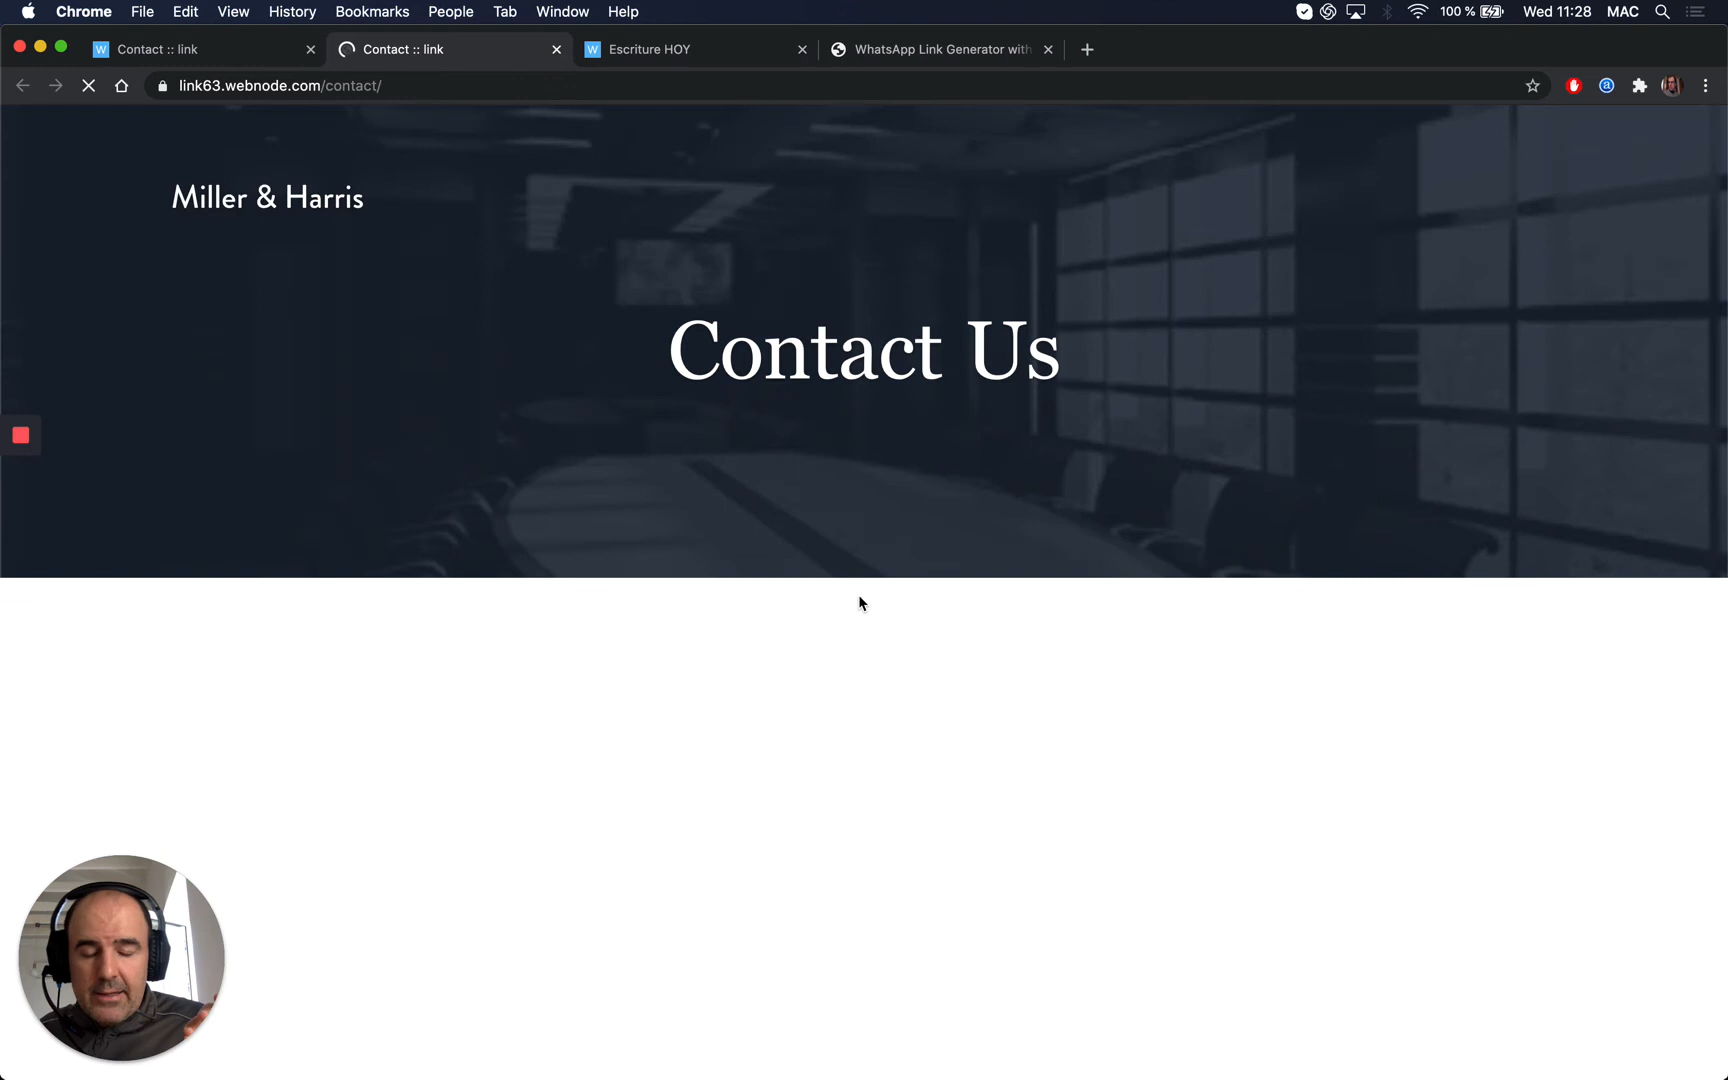 Chrome File Edit View History Bookmarks People Tab Window Help 100 % Wed 11:28 MAC
W Contact :: link Contact :: link W Escriture HOY WhatsApp Link Generator with
link63.webnode.com/contact/ a
Miller & Harris
Contact Us